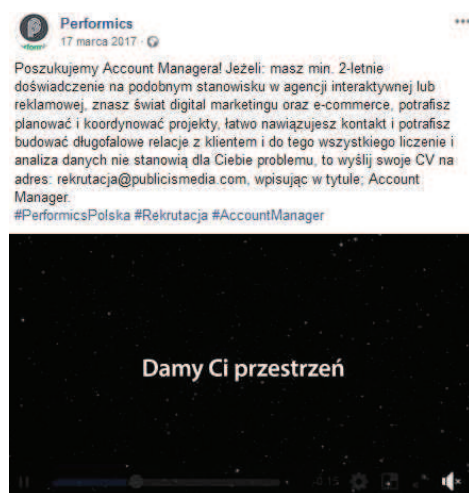 Performics
17 marca 2017 ·
Poszukujemy Account Managera! Jeżeli: masz min. 2-letnie
doświadczenie na podobnym stanowisku w agencji interaktywnej lub
reklamowej, znasz świat digital marketingu oraz e-commerce, potrafisz
planować i koordynować projekty, łatwo nawiązujesz kontakt i potrafisz
budować długofalowe relacje z klientem i do tego wszystkiego liczenie i
analiza danych nie stanowią dla Ciebie problemu, to wyślij swoje CV na
adres: rekrutacja@publicismedia.com, wpisując w tytule; Account
Manager.
#PerformicsPolska #Rekrutacja #AccountManager
Damy Ci przestrzeń
-0:15